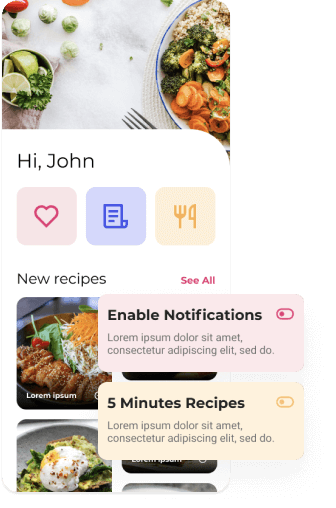 Hi, John
New recipes
See All
Enable Notifications
Lorem ipsum dolor sit amet,
consectetur adipiscing elit, sed do.
Lorem ipsum
5 Minutes Recipes
Lorem ipsum dolor sit amet,
consectetur adipiscing elit, sed do.